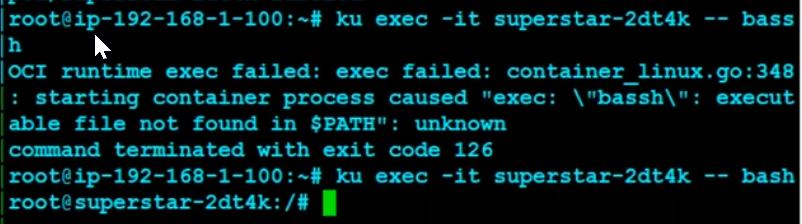 root@ip-192-168-1-100:~# ku exec -it superstar-2dt4k -- bass
h
OCI runtime exec failed: exec failed: container_linux.go:348
: starting container process caused "exec: \"bassh\": execut
able file not found in $PATH": unknown
command terminated with exit code 126
root@ip-192-168-1-100:~# ku exec -it superstar-2dt4k -- bash
root@superstar-2dt4k:/#